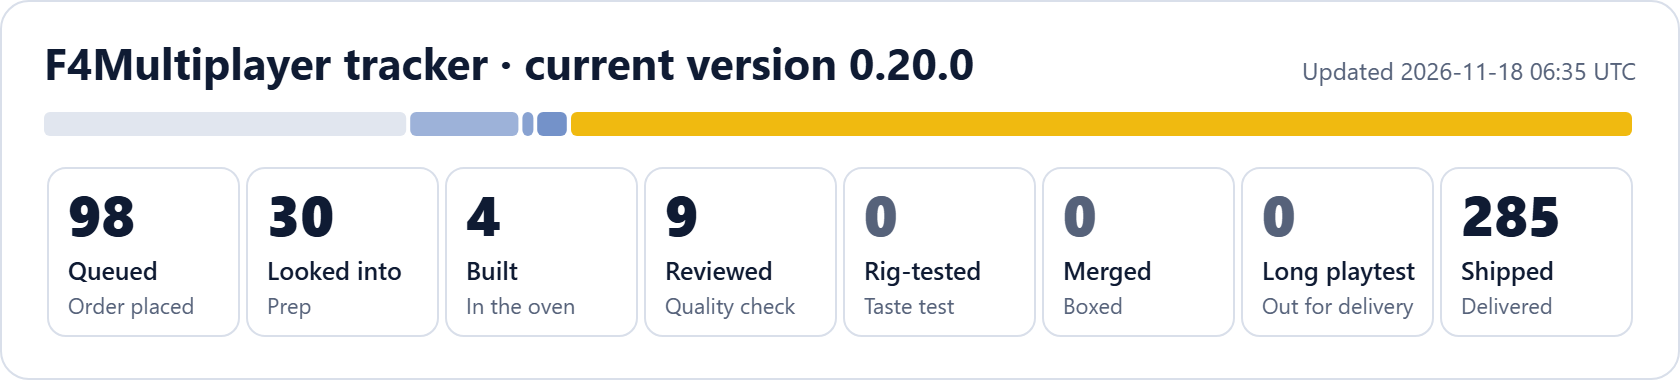 F4Multiplayer tracker · current version 0.20.0
Updated 2026-11-18 06:35 UTC
98
Queued
Order placed
30
Looked into
Prep
4
Built
In the oven
9
Reviewed
Quality check
0
Rig-tested
Taste test
0
Merged
Boxed
0
Long playtest
Out for delivery
285
Shipped
Delivered